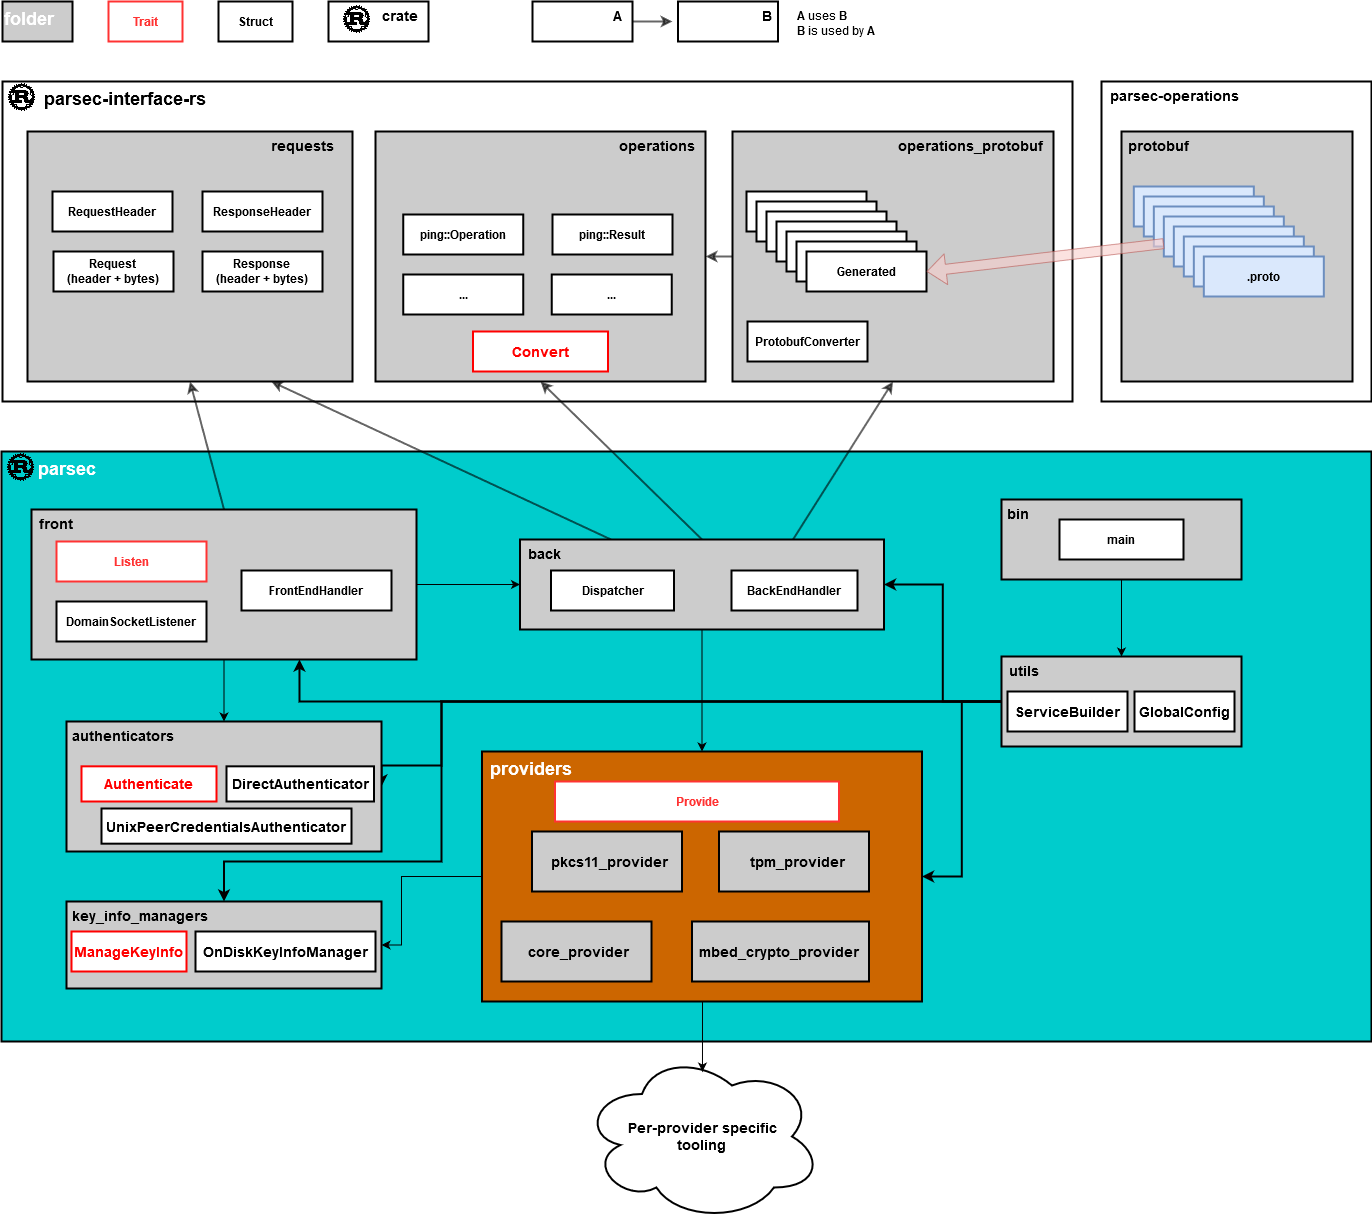 folder
Trait
Struct
crate
A
B
A uses B
B is used by A
parsec-interface-rs
requests
RequestHeader
ResponseHeader
Request
(header + bytes)
Response
(header + bytes)
operations
ping::Operation
ping::Result
...
...
Convert
operations_protobuf
Generated
ProtobufConverter
parsec-operations
protobuf
.proto
parsec
front
Listen
FrontEndHandler
DomainSocketListener
back
Dispatcher
BackEndHandler
bin
main
utils
ServiceBuilder
GlobalConfig
authenticators
Authenticate
DirectAuthenticator
UnixPeerCredentialsAuthenticator
key_info_managers
ManageKeyInfo
OnDiskKeyInfoManager
providers
Provide
pkcs11_provider
tpm_provider
core_provider
mbed_crypto_provider
Per-provider specific
tooling